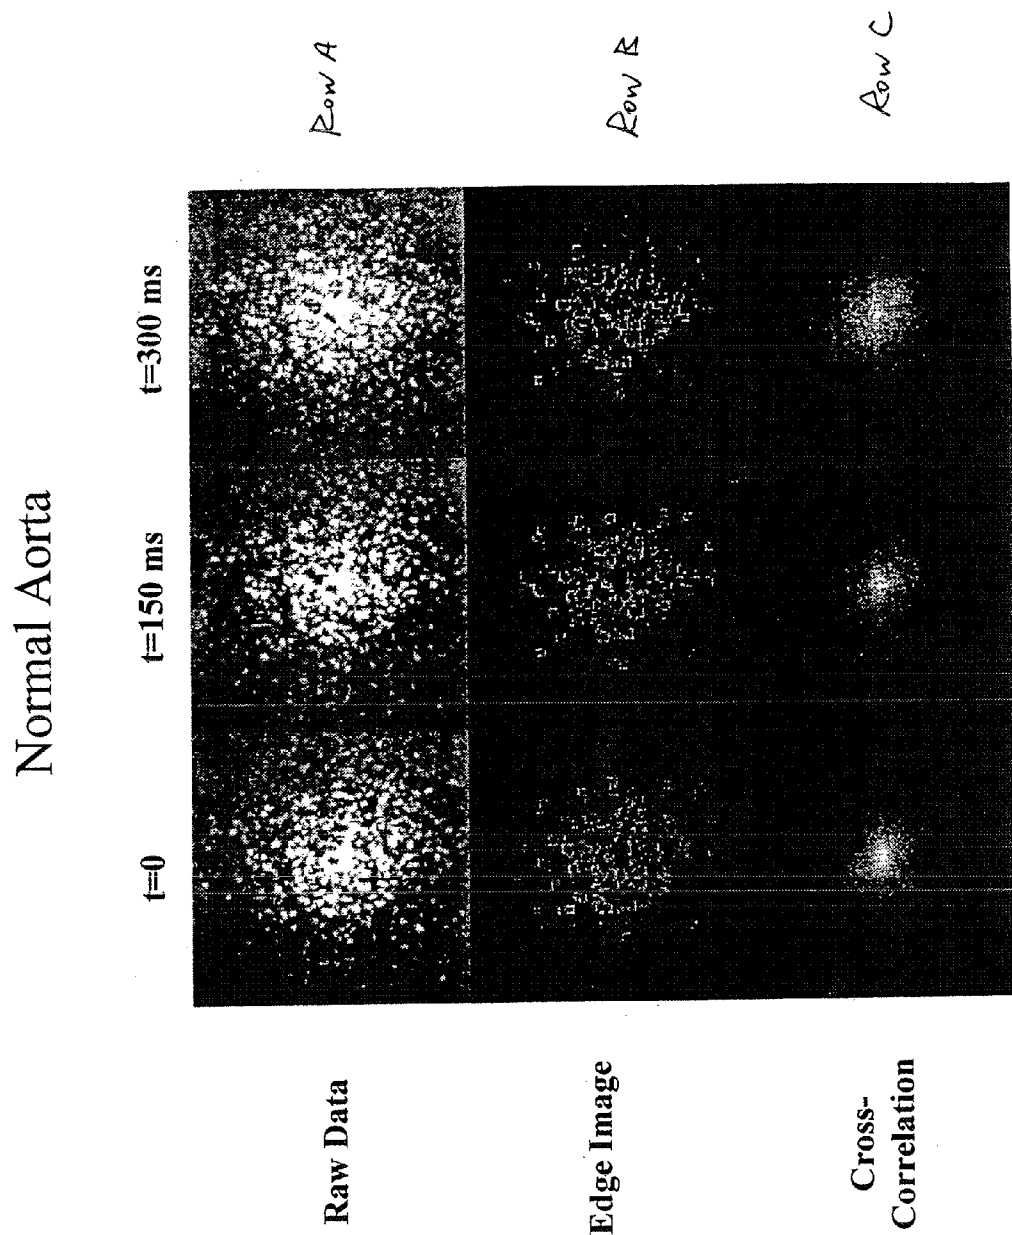 Normal Aorta
t=0
t=150 ms
t=300 ms
Raw Data
Row A
Edge Image
Row B
Cross-
Correlation
Row C